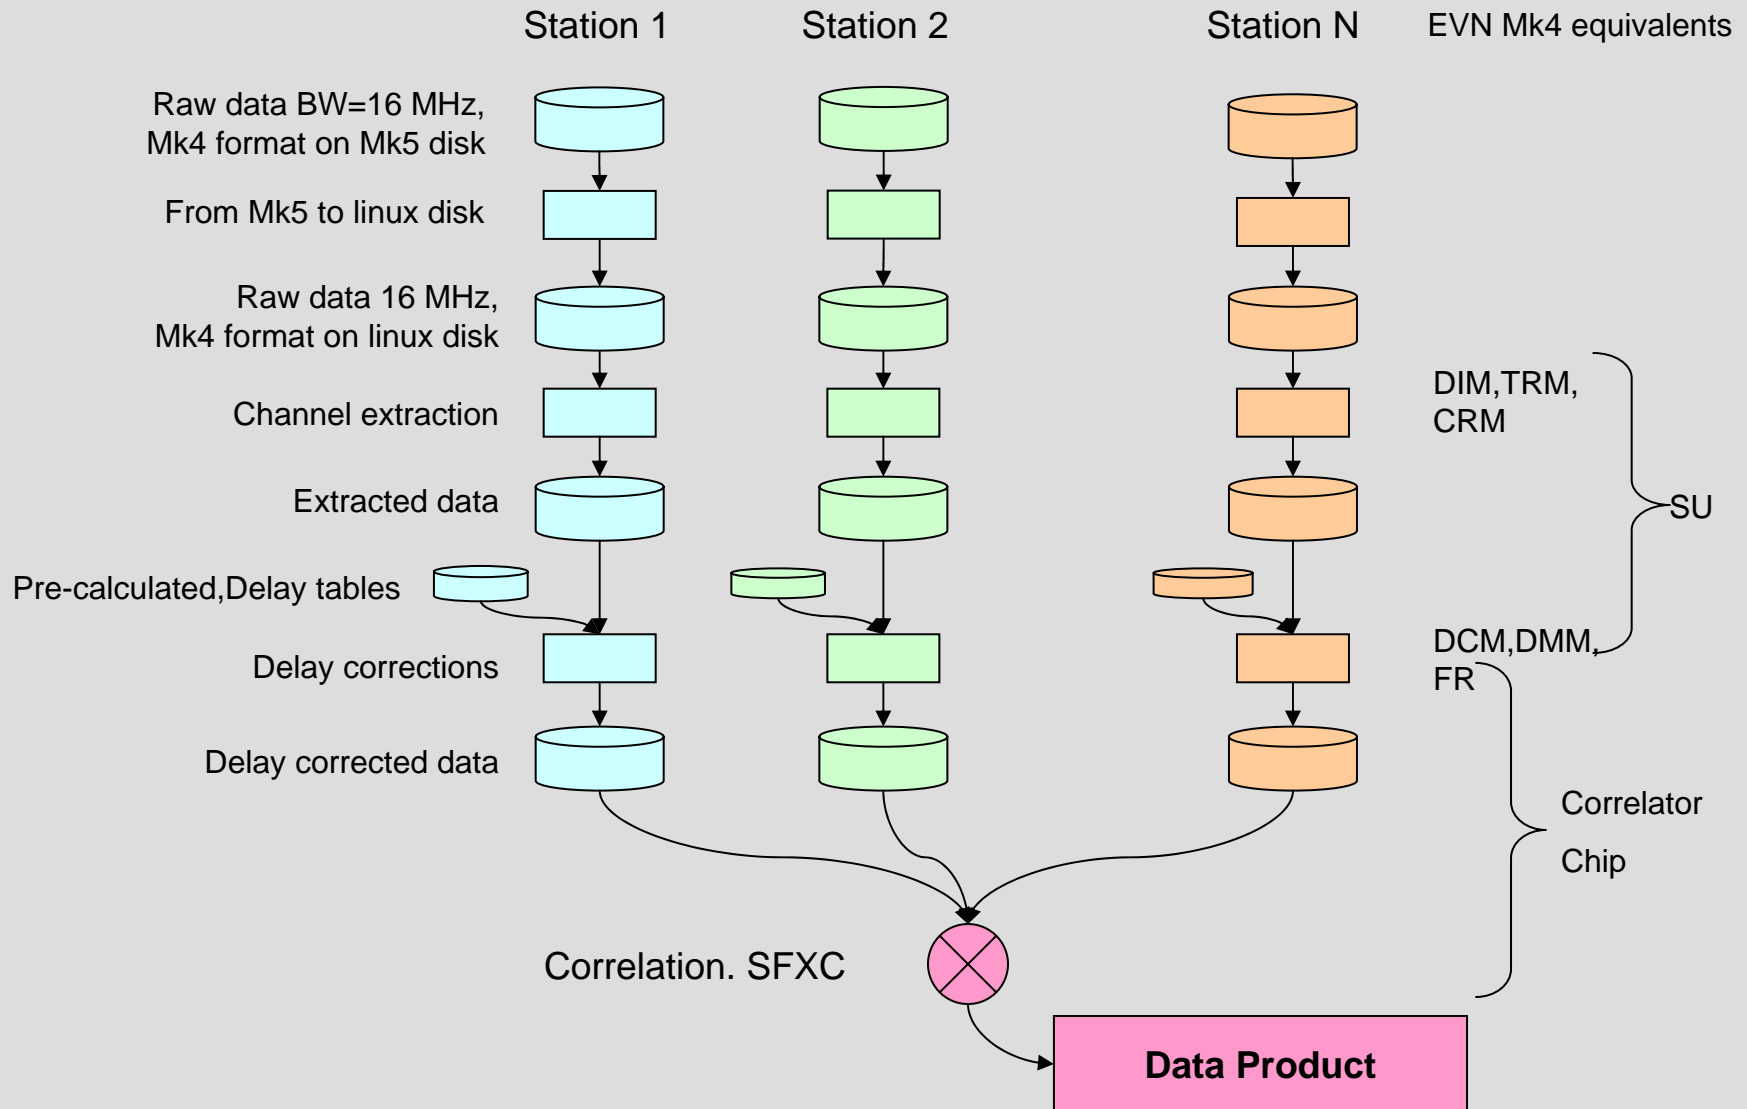 Station 1
Station 2
Station N
EVN Mk4 equivalents
Raw data BW=16 MHz,
Mk4 format on Mk5 disk
From Mk5 to linux disk
Raw data 16 MHz,
Mk4 format on linux disk
Channel extraction
DIM,TRM,
CRM
Extracted data
SU
Pre-calculated,Delay tables
Delay corrections
DCM,DMM,
FR
Delay corrected data
Correlator
Chip
Correlation. SFXC
Data Product